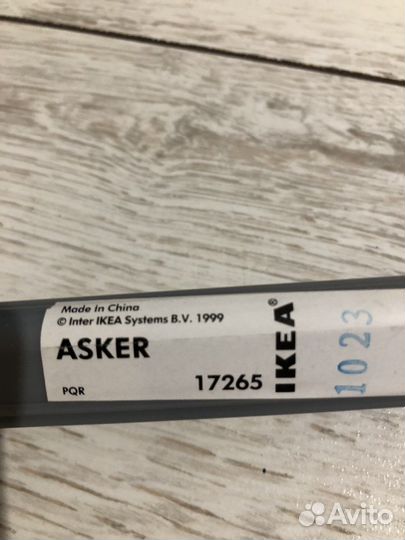 Made in China
© Inter IKEA Systems B.V. 1999
ASKER
PQR 17265
IKEA®
1023
Avito